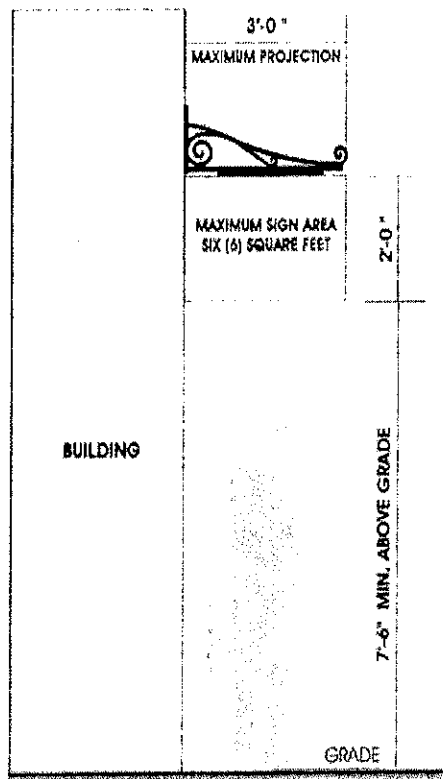 3'-0"
MAXIMUM PROJECTION
MAXIMUM SIGN AREA
SIX (6) SQUARE FEET
2'-0"
BUILDING
7'-6" MIN. ABOVE GRADE
GRADE